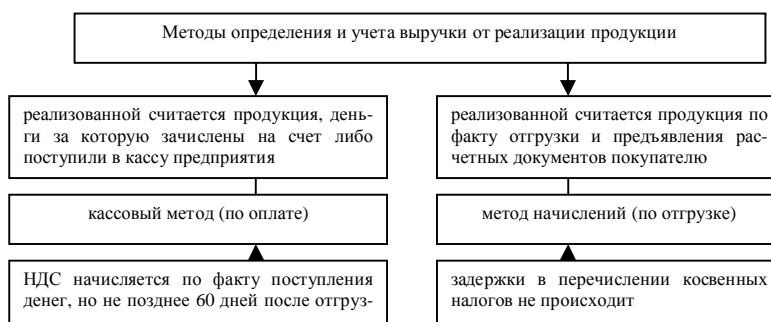 Методы определения и учета выручки от реализации продукции
реализованной считается продукция, день-
ги за которую зачислены на счет либо
поступили в кассу предприятия
реализованной считается продукция по
факту отгрузки и предъявления рас-
четных документов покупателю
кассовый метод (по оплате)
метод начислений (по отгрузке)
НДС начисляется по факту поступления
денег, но не позднее 60 дней после отгруз-
задержки в перечислении косвенных
налогов не происходит